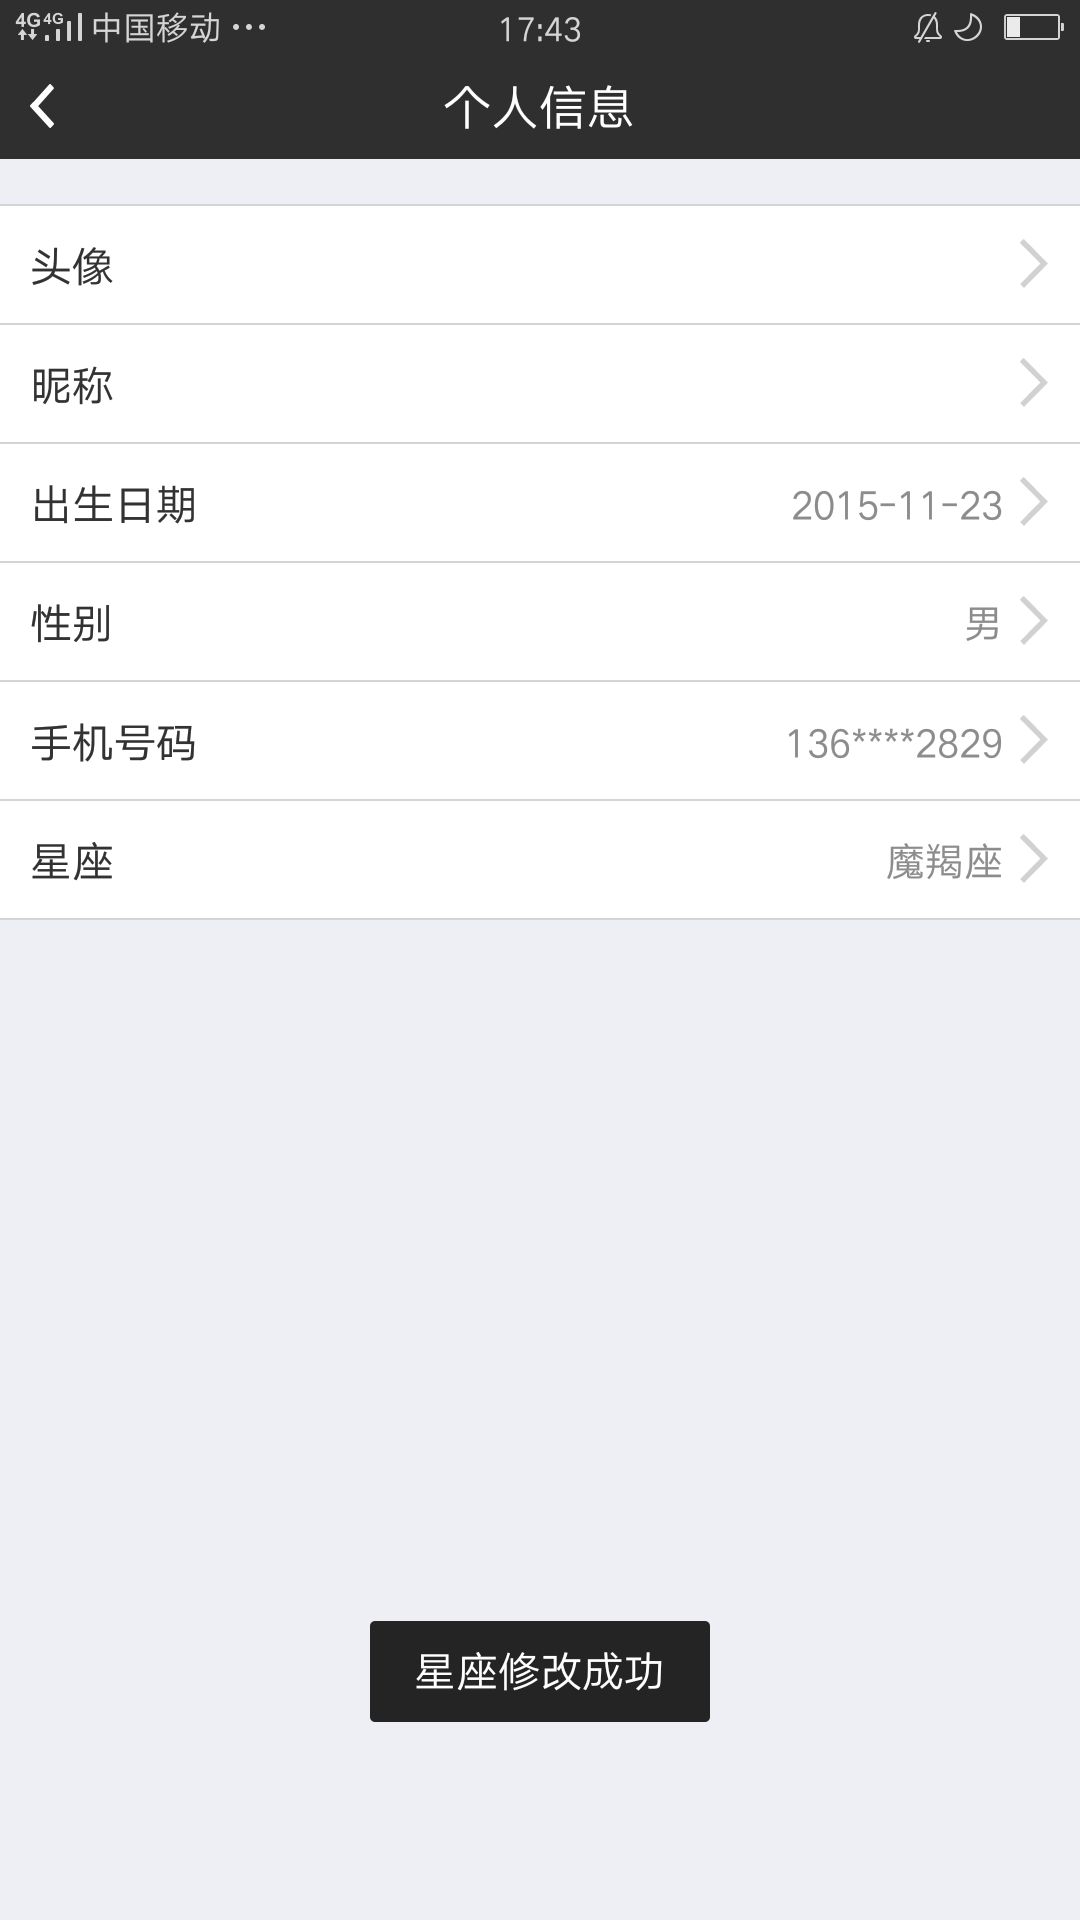 4G 4G 中国移动 ··· 17:43
个人信息
头像
昵称
出生日期 2015-11-23
性别 男
手机号码 136****2829
星座 魔羯座
星座修改成功